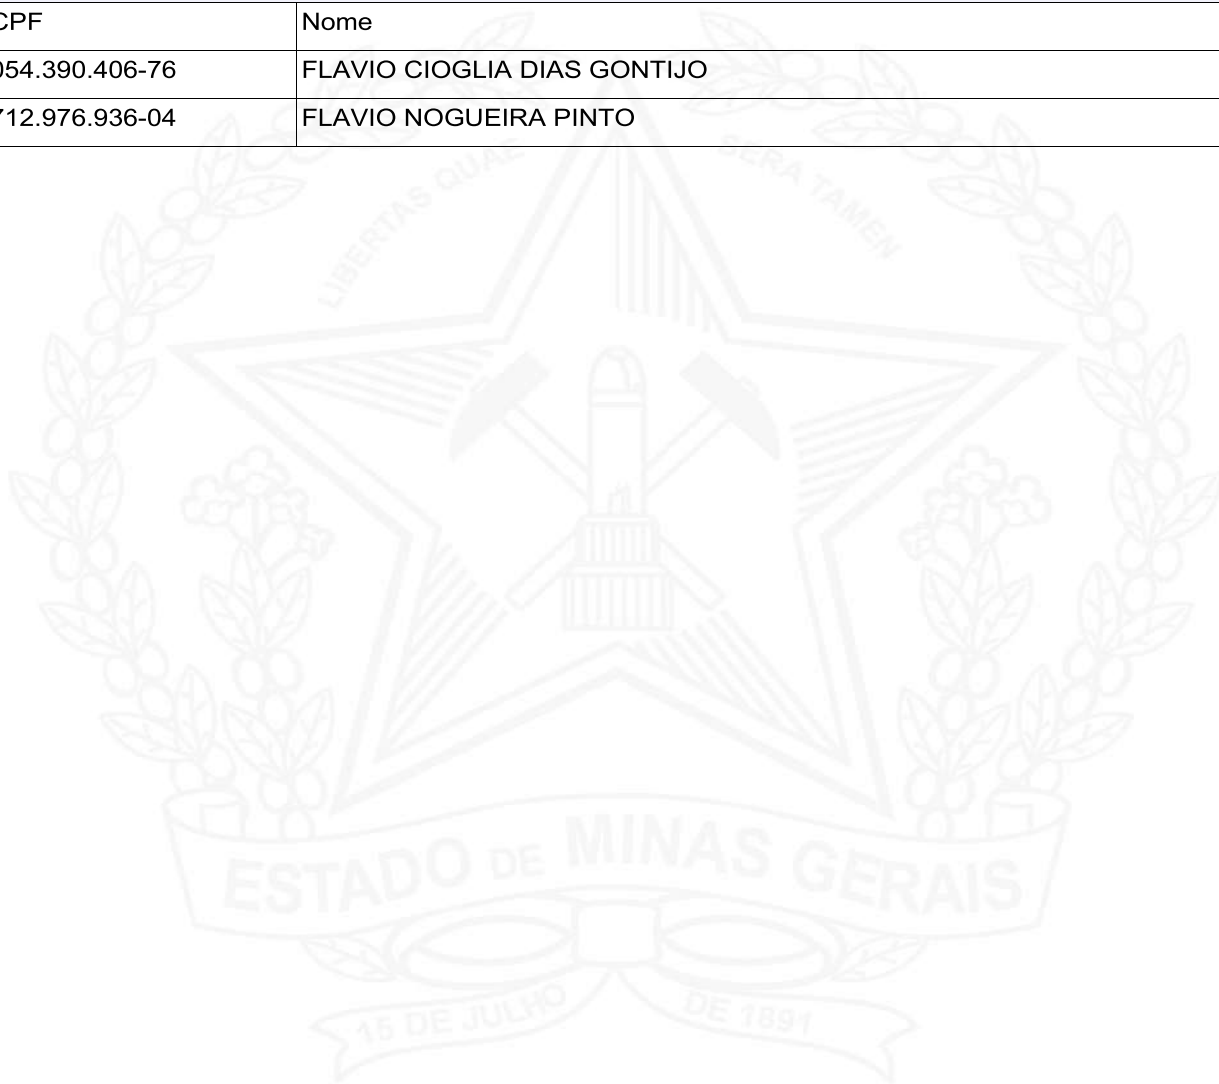 CPF Nome
054.390.406-76 FLAVIO CIOGLIA DIAS GONTIJO
712.976.936-04 FLAVIO NOGUEIRA PINTO
LIBERTAS QUAE SERA TAMEN
ESTADO DE MINAS GERAIS
15 DE JULHO DE 1891